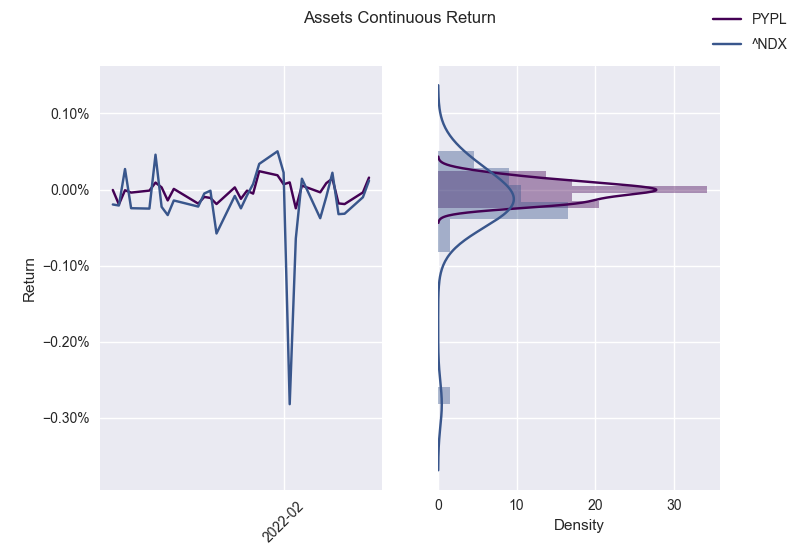 Assets Continuous Return
PYPL
^NDX
Return
0.10%
0.00%
−0.10%
−0.20%
−0.30%
2022-02
0 10 20 30
Density